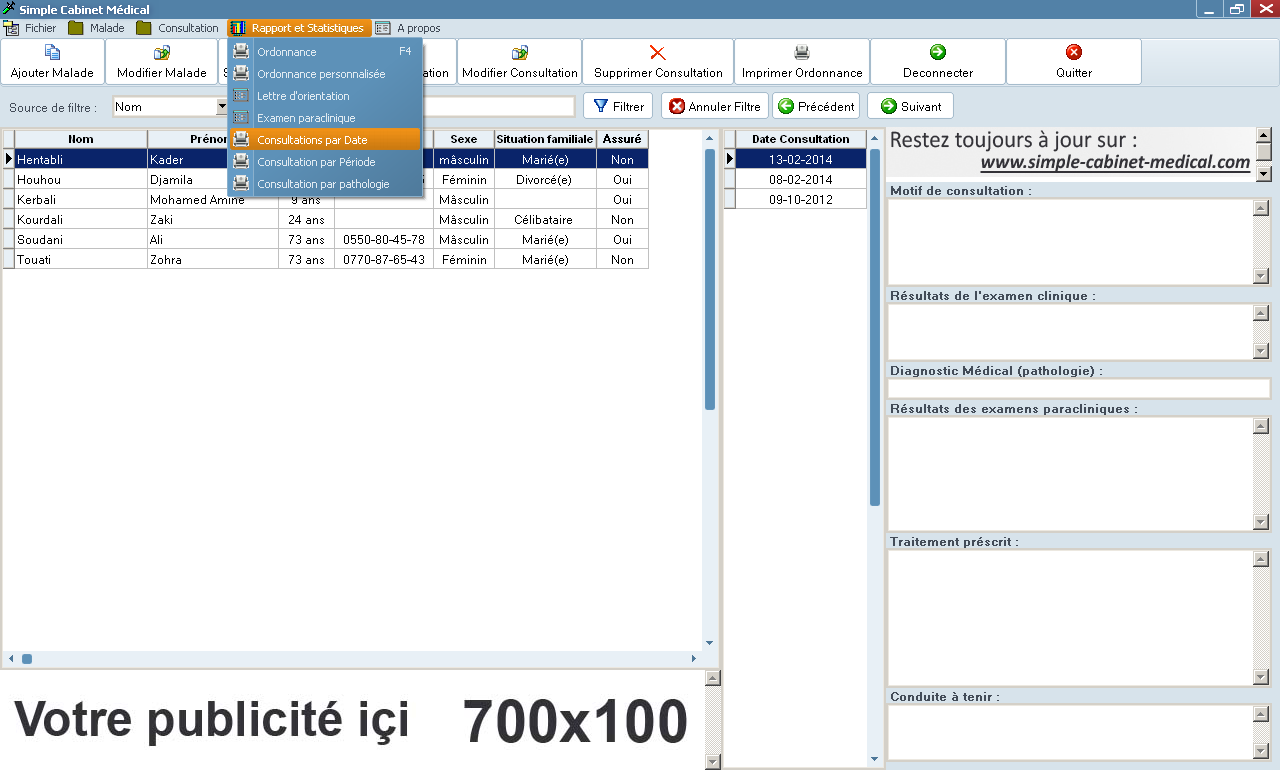 Simple Cabinet Médical
Fichier Malade Consultation Rapport et Statistiques A propos
Ajouter Malade Modifier Malade Modifier Consultation Supprimer Consultation Imprimer Ordonnance Deconnecter Quitter
Ordonnance F4
Ordonnance personnalisée
Lettre d'orientation
Examen paraclinique
Consultations par Date
Consultation par Période
Consultation par pathologie
Source de filtre : Nom Filtrer Annuler Filtre Précédent Suivant
Nom Prénom Sexe Situation familiale Assuré
Hentabli Kader mâsculin Marié(e) Non
Houhou Djamila Féminin Divorcé(e) Oui
Kerbali Mohamed Amine 9 ans Mâsculin Oui
Kourdali Zaki 24 ans Mâsculin Célibataire Non
Soudani Ali 73 ans 0550-80-45-78 Mâsculin Marié(e) Oui
Touati Zohra 73 ans 0770-87-65-43 Féminin Marié(e) Non
Date Consultation
13-02-2014
08-02-2014
09-10-2012
Restez toujours à jour sur :
www.simple-cabinet-medical.com
Motif de consultation :
Résultats de l'examen clinique :
Diagnostic Médical (pathologie) :
Résultats des examens paracliniques :
Traitement préscrit :
Conduite à tenir :
Votre publicité içi 700x100